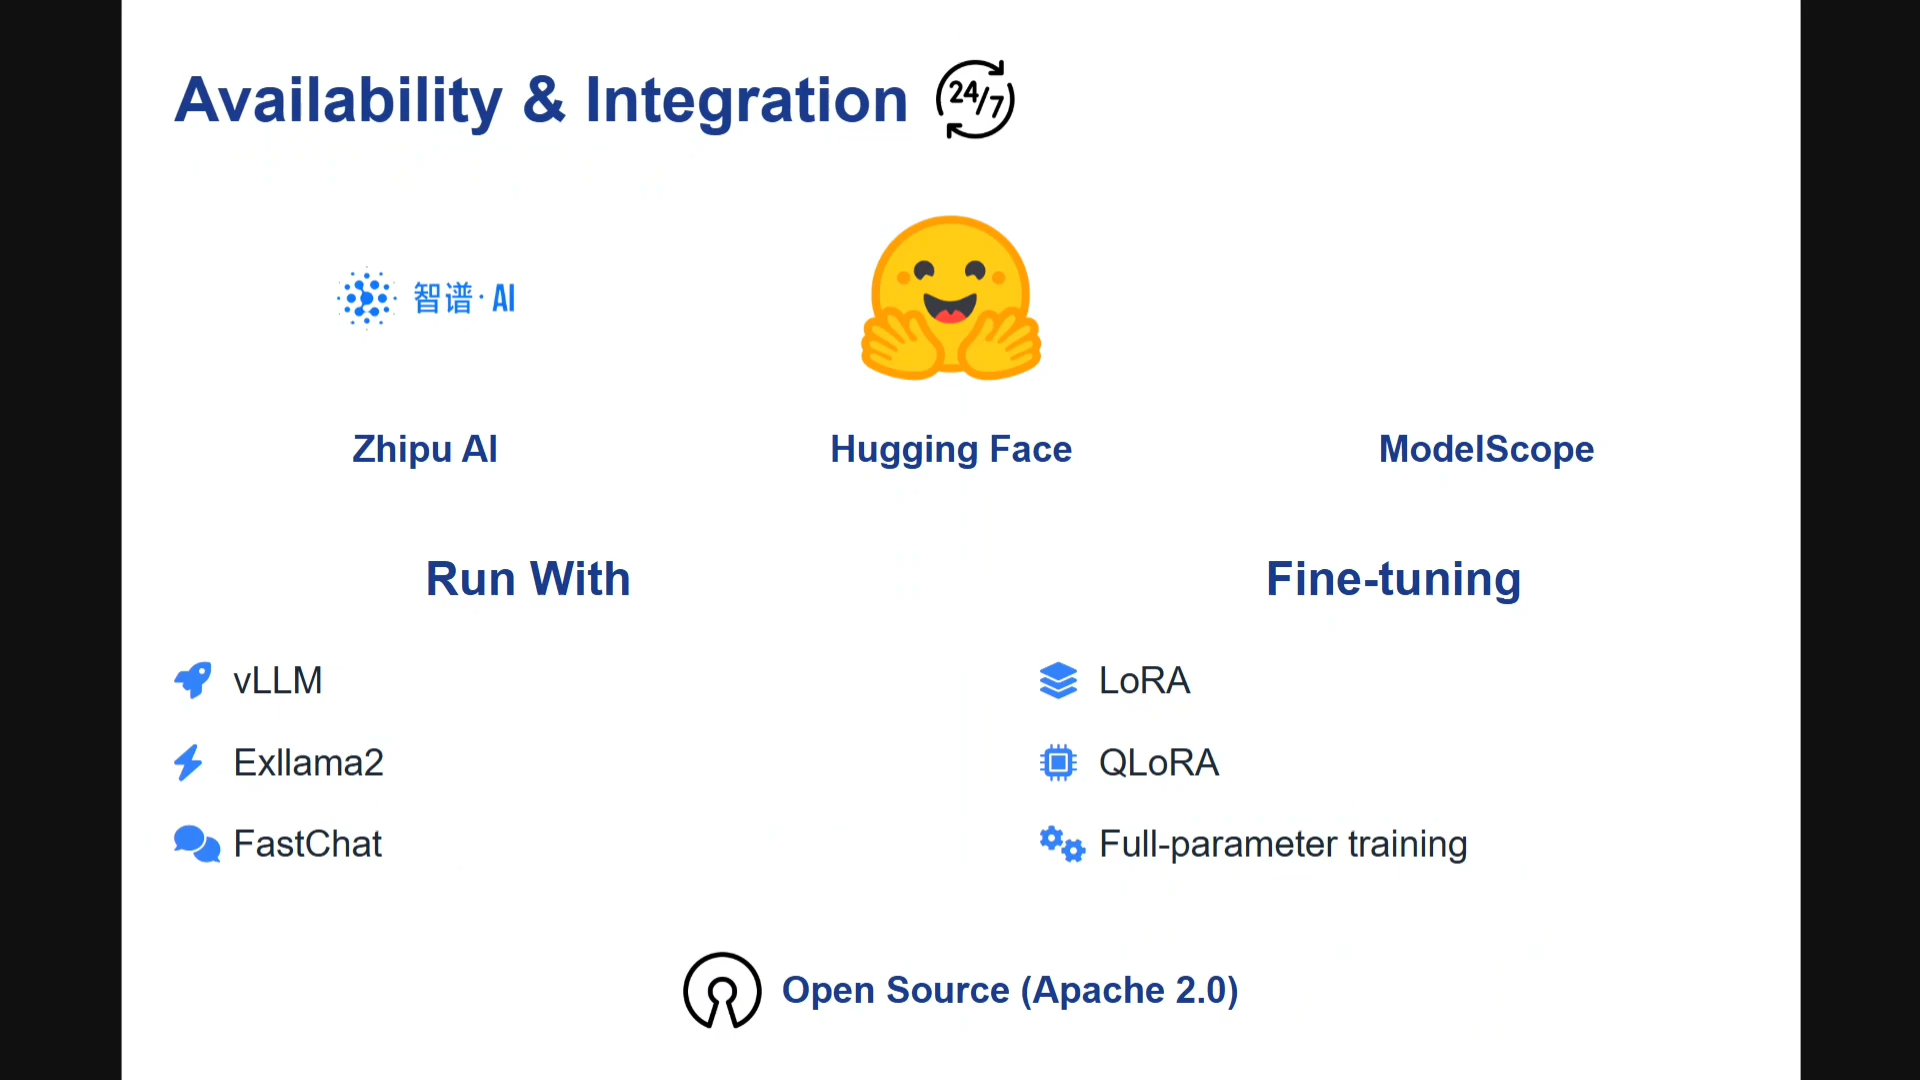 Availability & Integration
24/7
智谱·AI
Zhipu AI
Hugging Face
ModelScope
Run With
vLLM
Exllama2
FastChat
Fine-tuning
LoRA
QLoRA
Full-parameter training
Open Source (Apache 2.0)